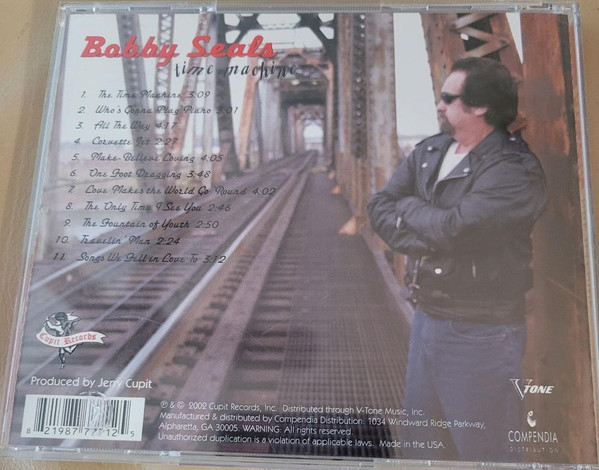 Bobby Seals
time machine
1. The Time Machine 3:09
2. Who's Gonna Play Piano 3:01
3. All The Way 4:17
4. Corvette Jet 2:27
5. Make-Believe Loving 4:05
6. One Foot Dragging 3:48
7. Love Makes the World Go Round 4:02
8. The Only Time I See You 2:46
9. The Fountain of Youth 2:50
10. Travelin' Man 2:24
11. Songs We Fell in Love To 3:12
Cupit Records
Produced by Jerry Cupit
V TONE
COMPENDIA
DISTRIBUTION
℗ & © 2002 Cupit Records, Inc. Distributed through V-Tone Music, Inc.
Manufactured & distributed by Compendia Distribution: 1034 Windward Ridge Parkway,
Alpharetta, GA 30005. WARNING: All rights reserved.
Unauthorized duplication is a violation of applicable laws. Made in the USA.
8 21987 77712 5